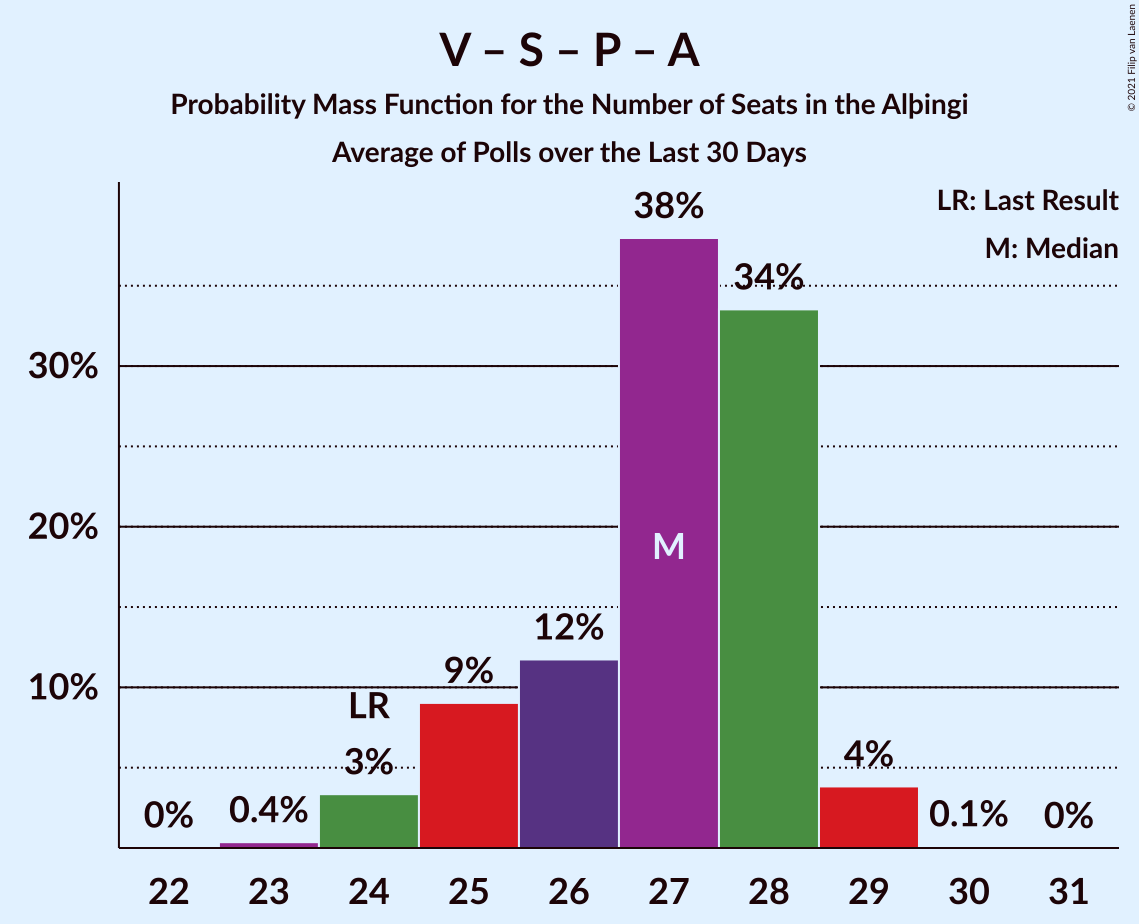 V – S – P – A
Probability Mass Function for the Number of Seats in the Alþingi
Average of Polls over the Last 30 Days
© 2021 Filip van Laenen
LR: Last Result
M: Median
38%
34%
30%
20%
M
12%
9%
10%
LR
3%
4%
0%
0.4%
0.1%
0%
22 23 24 25 26 27 28 29 30 31